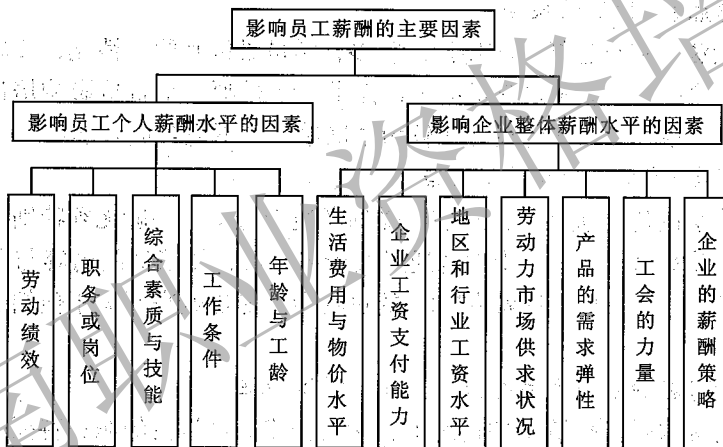 影响员工薪酬的主要因素
影响员工个人薪酬水平的因素
影响企业整体薪酬水平的因素
劳动绩效
职务或岗位
综合素质与技能
工作条件
年龄与工龄
生活费用与物价水平
企业工资支付能力
地区和行业工资水平
劳动力市场供求状况
产品的需求弹性
工会的力量
企业的薪酬策略
职业资格培